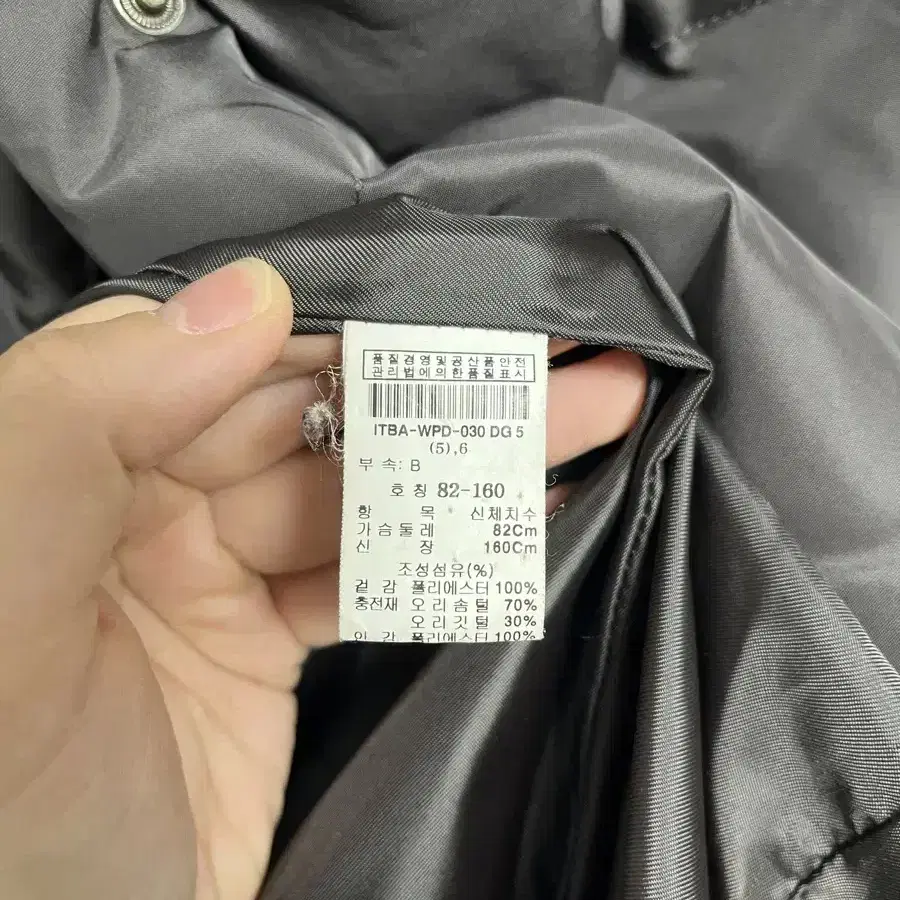 품질경영및공산품안전
관리법에의한품질표시
ITBA-WPD-030 DG 5
(5),6
부 속: B
호 칭 82-160
항 목 신체치수
가슴둘레 82Cm
신 장 160Cm
조성섬유(%)
겉 감 폴리에스터 100%
충전재 오리솜털 70%
오리깃털 30%
안 감 폴리에스터 100%